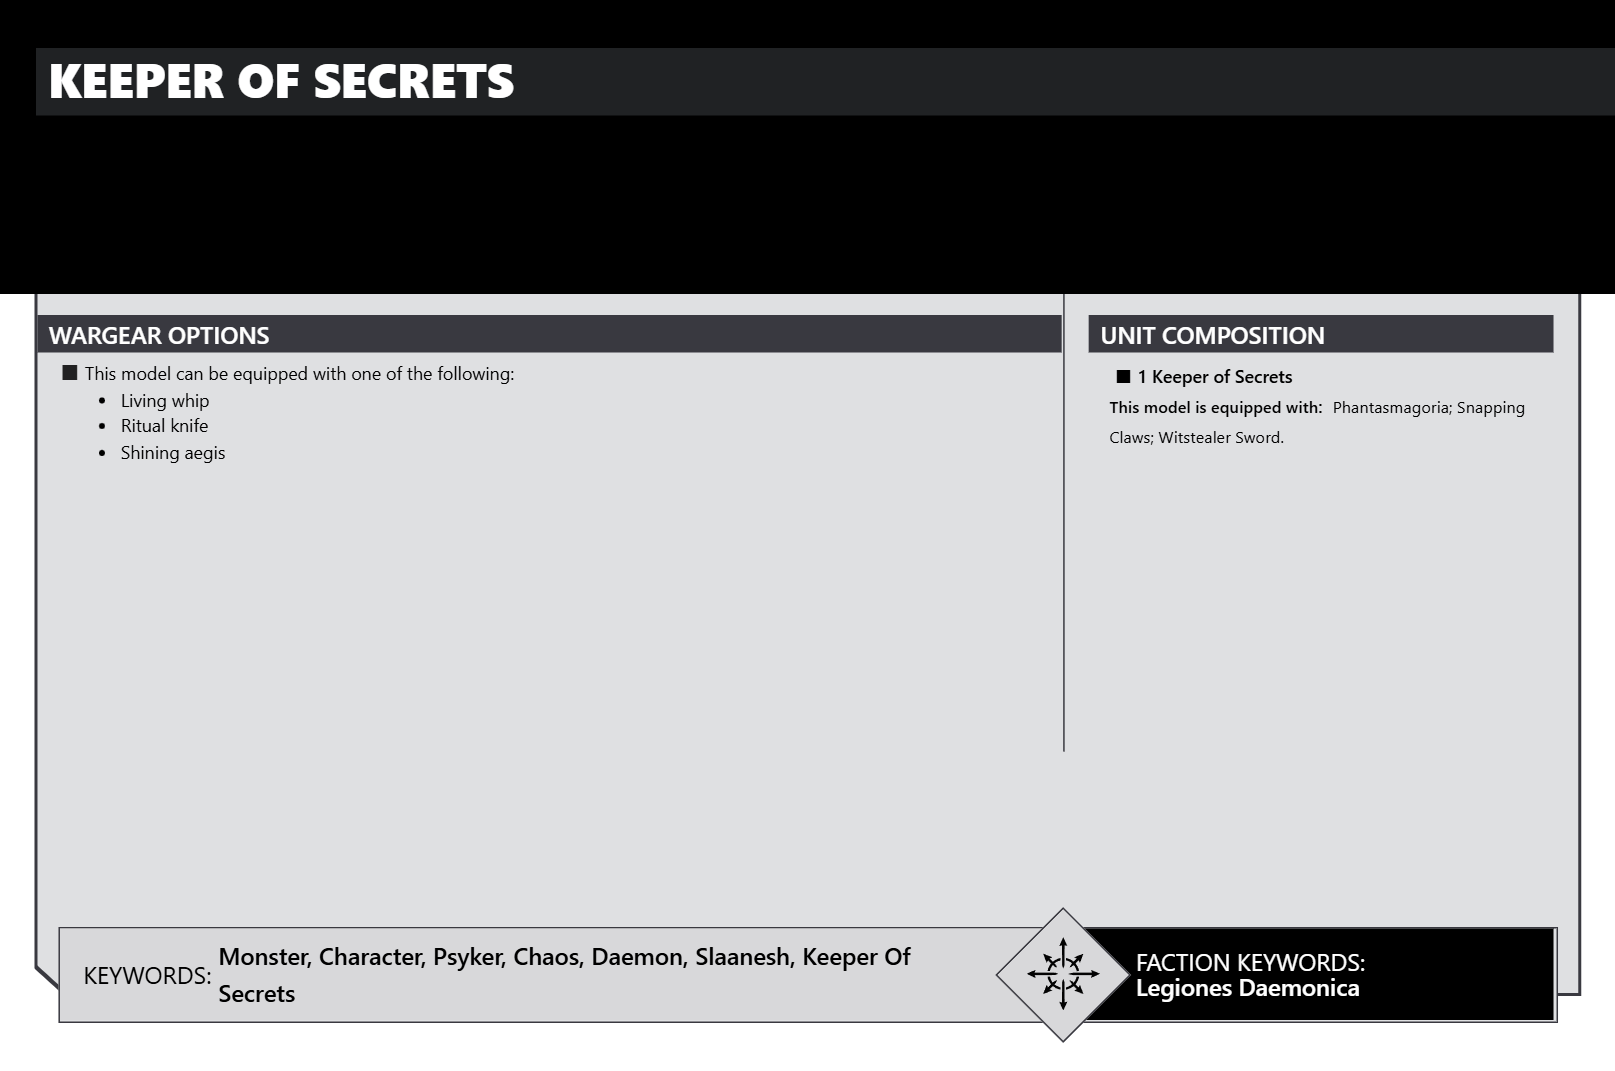 KEEPER OF SECRETS
WARGEAR OPTIONS
■ This model can be equipped with one of the following:
• Living whip
• Ritual knife
• Shining aegis
UNIT COMPOSITION
■ 1 Keeper of Secrets
This model is equipped with: Phantasmagoria; Snapping
Claws; Witstealer Sword.
KEYWORDS: Monster, Character, Psyker, Chaos, Daemon, Slaanesh, Keeper Of
Secrets
FACTION KEYWORDS:
Legiones Daemonica